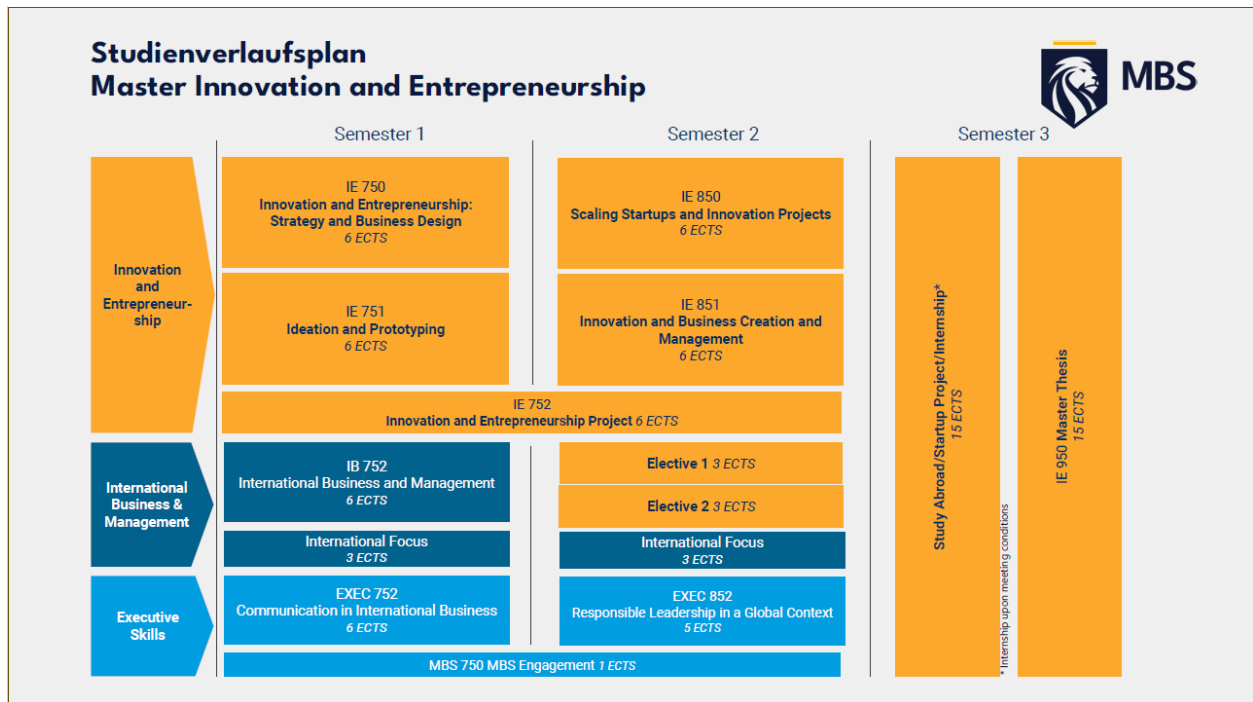 Studienverlaufsplan
Master Innovation and Entrepreneurship
MBS
Semester 1
Semester 2
Semester 3
Innovation
and
Entrepreneur-
ship
IE 750
Innovation and Entrepreneurship:
Strategy and Business Design
6 ECTS
IE 850
Scaling Startups and Innovation Projects
6 ECTS
IE 751
Ideation and Prototyping
6 ECTS
IE 851
Innovation and Business Creation and
Management
6 ECTS
IE 752
Innovation and Entrepreneurship Project 6 ECTS
International
Business &
Management
IB 752
International Business and Management
6 ECTS
Elective 1 3 ECTS
Elective 2 3 ECTS
International Focus
3 ECTS
International Focus
3 ECTS
Executive
Skills
EXEC 752
Communication in International Business
6 ECTS
EXEC 852
Responsible Leadership in a Global Context
5 ECTS
MBS 750 MBS Engagement 1 ECTS
Study Abroad/Startup Project/Internship*
15 ECTS
* Internship upon meeting conditions
IE 950 Master Thesis
15 ECTS